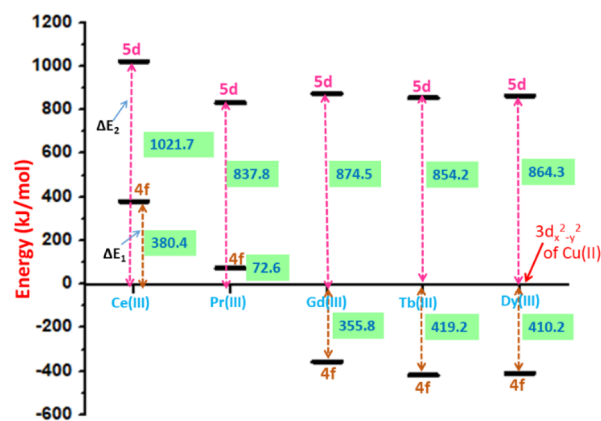 1200
1000
800
600
400
200
0
-200
-400
-600
Energy (kJ/mol)
5d
5d
5d
5d
5d
ΔE₂
1021.7
837.8
874.5
854.2
864.3
4f
3dₓ²₋ᵧ²
of Cu(II)
ΔE₁
380.4
4f
72.6
Ce(III)
Pr(III)
Gd(III)
Tb(III)
Dy(III)
355.8
419.2
410.2
4f
4f
4f